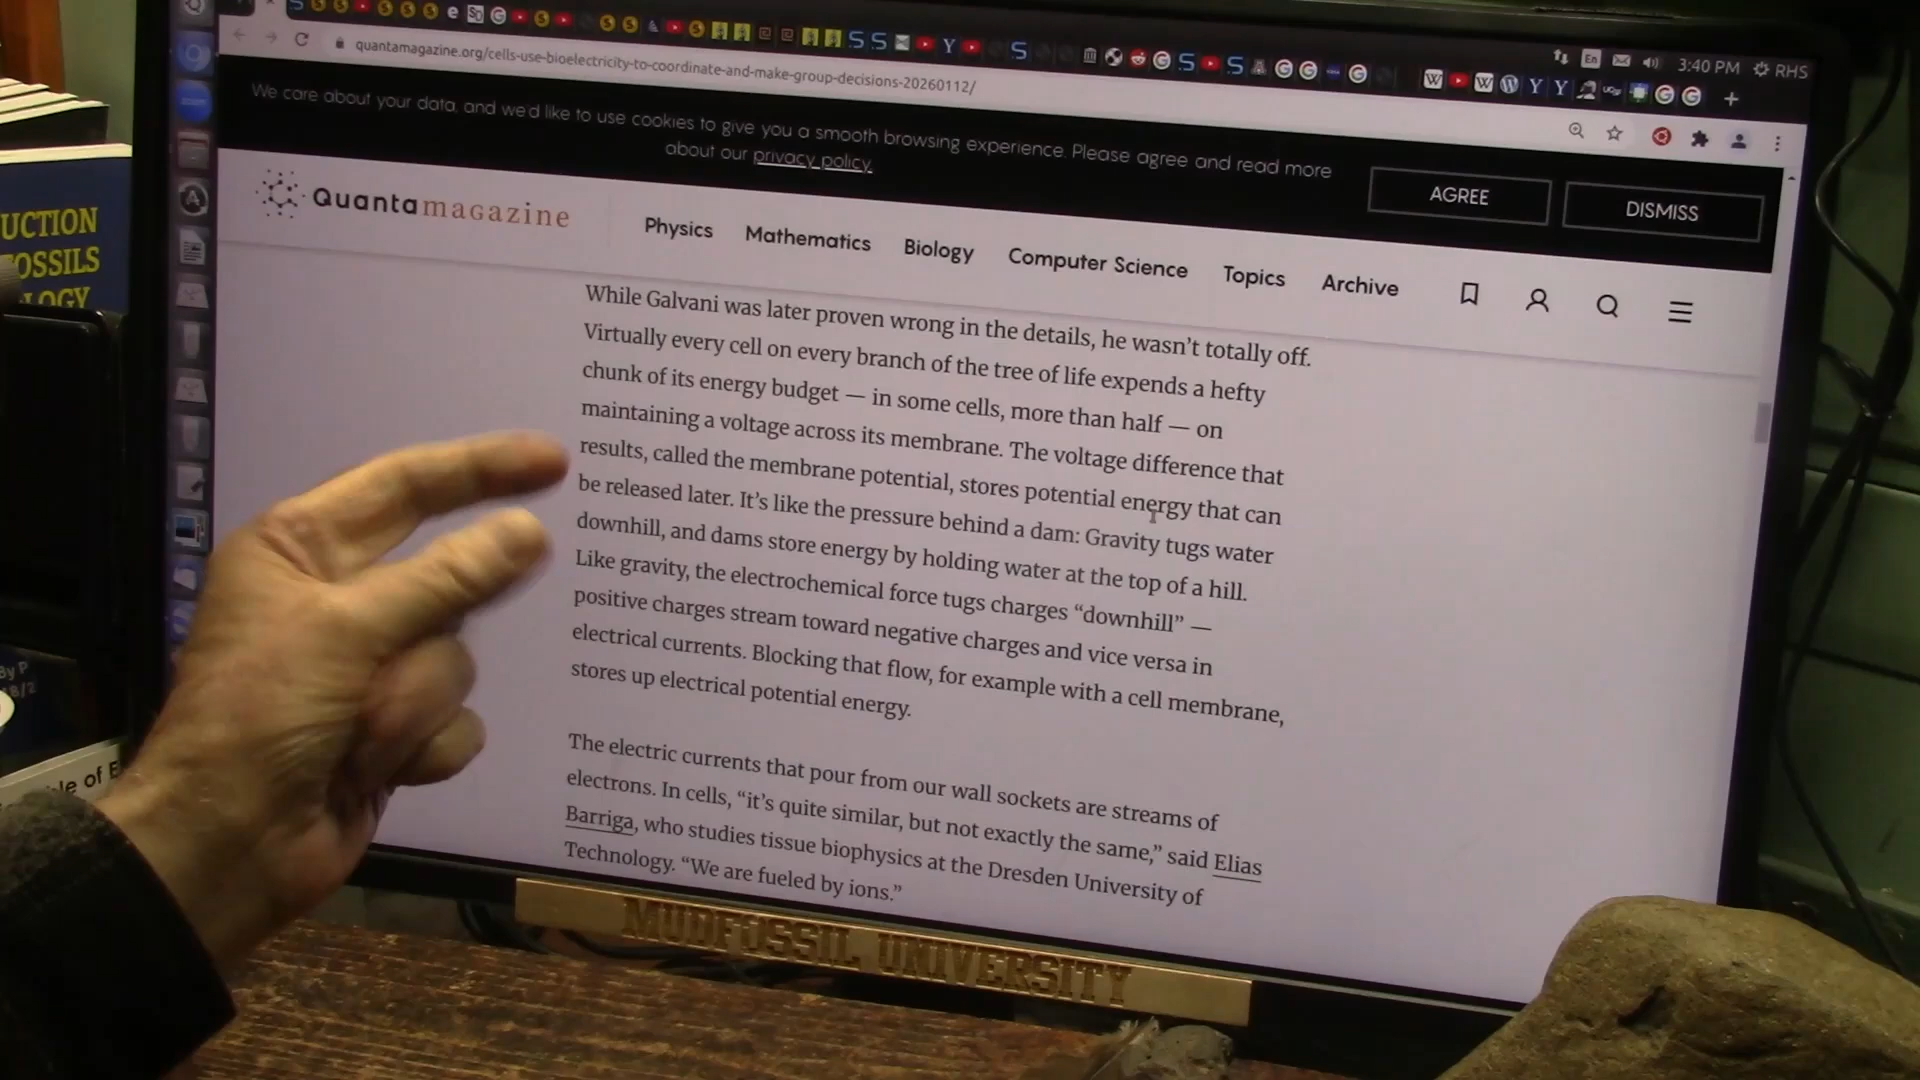 3:40 PM RHS
quantamagazine.org/cells-use-bioelectricity-to-coordinate-and-make-group-decisions-20260112/
We care about your data, and we'd like to use cookies to give you a smooth browsing experience. Please agree and read more
about our privacy policy.
AGREE
DISMISS
Quantamagazine
Physics
Mathematics
Biology
Computer Science
Topics
Archive
While Galvani was later proven wrong in the details, he wasn't totally off.
Virtually every cell on every branch of the tree of life expends a hefty
chunk of its energy budget — in some cells, more than half — on
maintaining a voltage across its membrane. The voltage difference that
results, called the membrane potential, stores potential energy that can
be released later. It's like the pressure behind a dam: Gravity tugs water
downhill, and dams store energy by holding water at the top of a hill.
Like gravity, the electrochemical force tugs charges “downhill” —
positive charges stream toward negative charges and vice versa in
electrical currents. Blocking that flow, for example with a cell membrane,
stores up electrical potential energy.
The electric currents that pour from our wall sockets are streams of
electrons. In cells, “it's quite similar, but not exactly the same,” said Elias
Barriga, who studies tissue biophysics at the Dresden University of
Technology. “We are fueled by ions.”
MUDFOSSIL UNIVERSITY
UCTION
OSSILS
OLOGY
By P
le of E